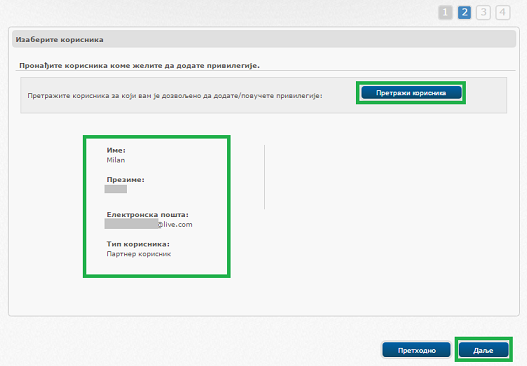 1 2 3 4
Изаберите корисника
Пронађите корисника коме желите да додате привилегије.
Претражите корисника за који вам је дозвољено да додате/повучете привилегије:
Претражи корисника
Име:
Milan
Презиме:
Електронска пошта:
@live.com
Тип корисника:
Партнер корисник
Претходно
Даље